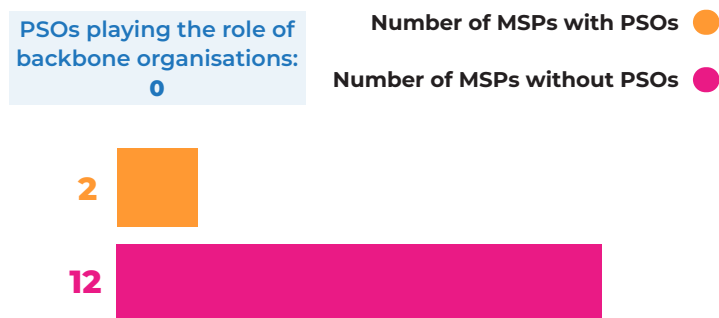 PSOs playing the role of
backbone organisations:
0
Number of MSPs with PSOs
Number of MSPs without PSOs
2
12